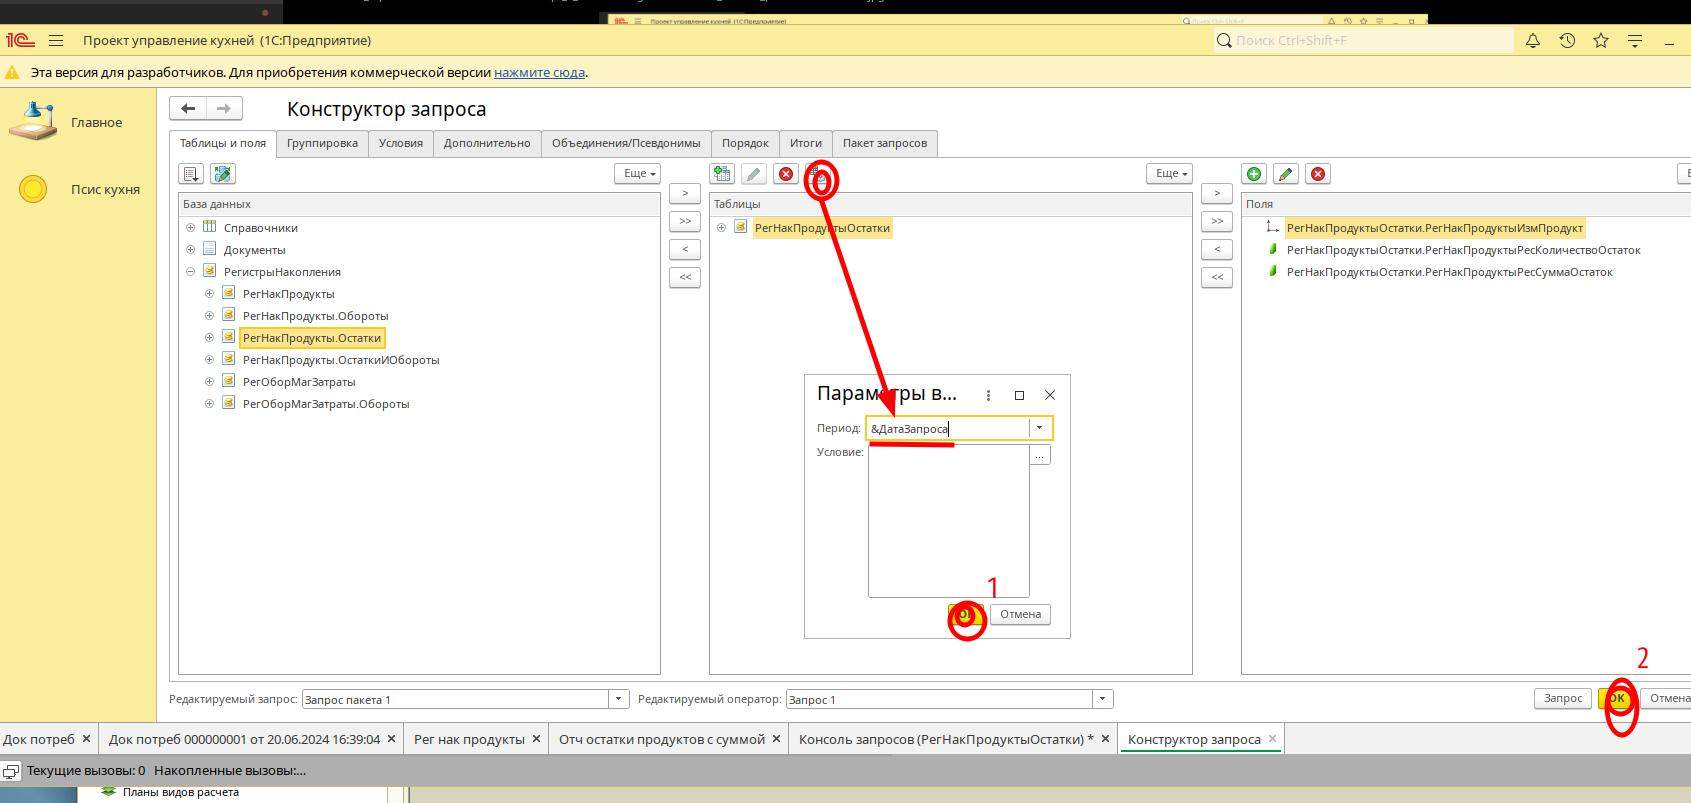 Проект управление кухней (1С:Предприятие)
Проект управление кухней (1С:Предприятие)
Поиск Ctrl+Shift+F
Эта версия для разработчиков. Для приобретения коммерческой версии нажмите сюда.
Главное
Псис кухня
Конструктор запроса
Таблицы и поля
Группировка
Условия
Дополнительно
Объединения/Псевдонимы
Порядок
Итоги
Пакет запросов
Еще
Еще
База данных
Справочники
Документы
РегистрыНакопления
РегНакПродукты
РегНакПродукты.Обороты
РегНакПродукты.Остатки
РегНакПродукты.ОстаткиИОбороты
РегОборМагЗатраты
РегОборМагЗатраты.Обороты
>
>>
<
<<
Таблицы
РегНакПродуктыОстатки
>
>>
<
<<
Поля
РегНакПродуктыОстатки.РегНакПродуктыИзмПродукт
РегНакПродуктыОстатки.РегНакПродуктыРесКоличествоОстаток
РегНакПродуктыОстатки.РегНакПродуктыРесСуммаОстаток
Параметры в...
Период: &ДатаЗапроса
Условие:
...
1
Отмена
2
Редактируемый запрос: Запрос пакета 1
Редактируемый оператор: Запрос 1
Запрос
ОК
Отмена
Док потреб
Док потреб 000000001 от 20.06.2024 16:39:04
Рег нак продукты
Отч остатки продуктов с суммой
Консоль запросов (РегНакПродуктыОстатки) *
Конструктор запроса
Текущие вызовы: 0 Накопленные вызовы:...
Планы видов расчета